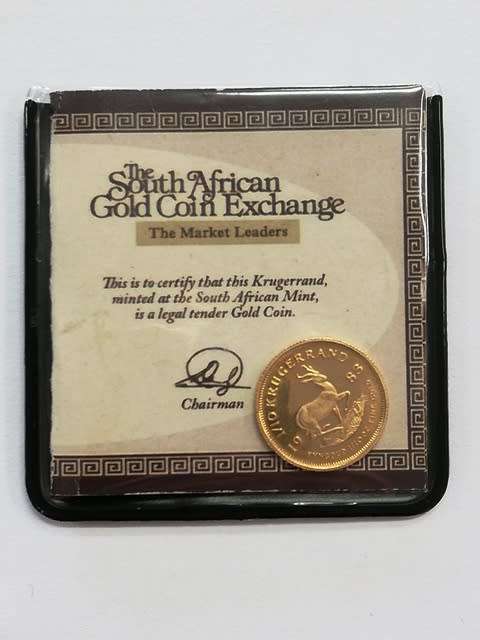 The
South African
Gold Coin Exchange
The Market Leaders
This is to certify that this Krugerrand,
minted at the South African Mint,
is a legal tender Gold Coin.
Chairman
1/10 KRUGERRAND 83